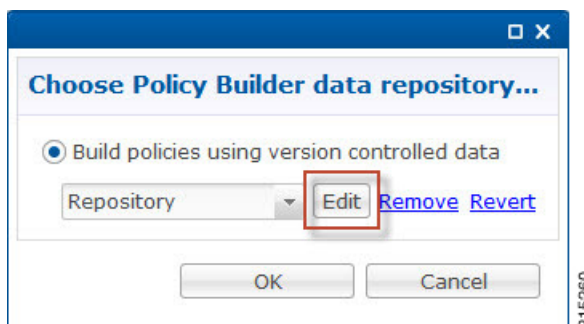 Choose Policy Builder data repository...
Build policies using version controlled data
Repository Edit Remove Revert
OK Cancel